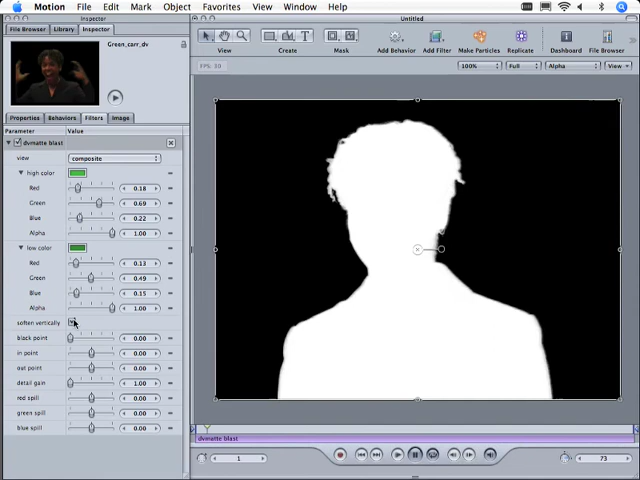 Motion File Edit Mark Object Favorites View Window Help
Inspector
Untitled
File Browser Library Inspector
Green_carr_dv
View Create Mask Add Behavior Add Filter Make Particles Replicate Dashboard File Browser
FPS: 30 100% Full Alpha View
Properties Behaviors Filters Image
Parameter Value
dvmatte blast
view composite
high color
Red 0.18
Green 0.69
Blue 0.22
Alpha 1.00
low color
Red 0.13
Green 0.49
Blue 0.15
Alpha 1.00
soften vertically
black point 0.00
in point 0.00
out point 0.00
detail gain 1.00
red spill 0.00
green spill 0.00
blue spill 0.00
dvmatte blast
1 73